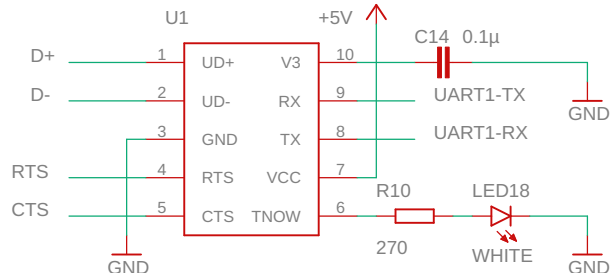 U1 +5V
C14 0.1µ
D+ 1 UD+ V3 10
D- 2 UD- RX 9 UART1-TX
GND
3 GND TX 8 UART1-RX
RTS 4 RTS VCC 7
R10 LED18
CTS 5 CTS TNOW 6
270 WHITE
GND GND